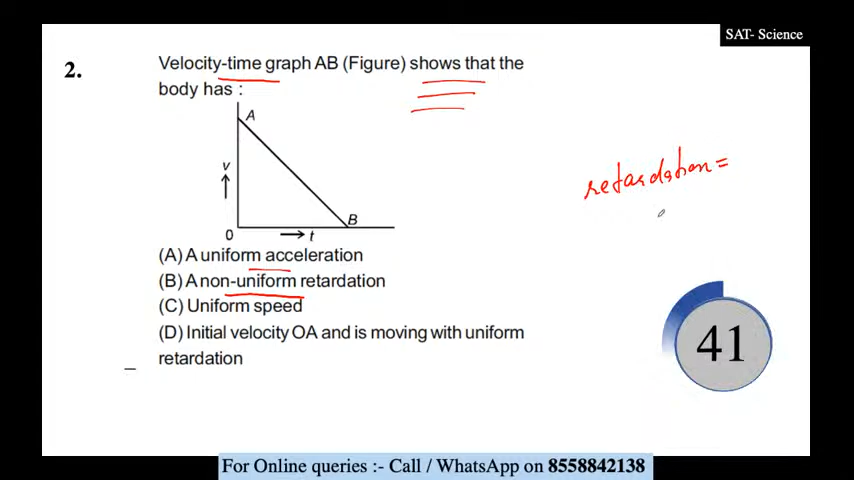 SAT- Science
2.
Velocity-time graph AB (Figure) shows that the
body has :
A
v
B
0
t
retardation =
(A) A uniform acceleration
(B) A non-uniform retardation
(C) Uniform speed
(D) Initial velocity OA and is moving with uniform
retardation
41
For Online queries :- Call / WhatsApp on 8558842138